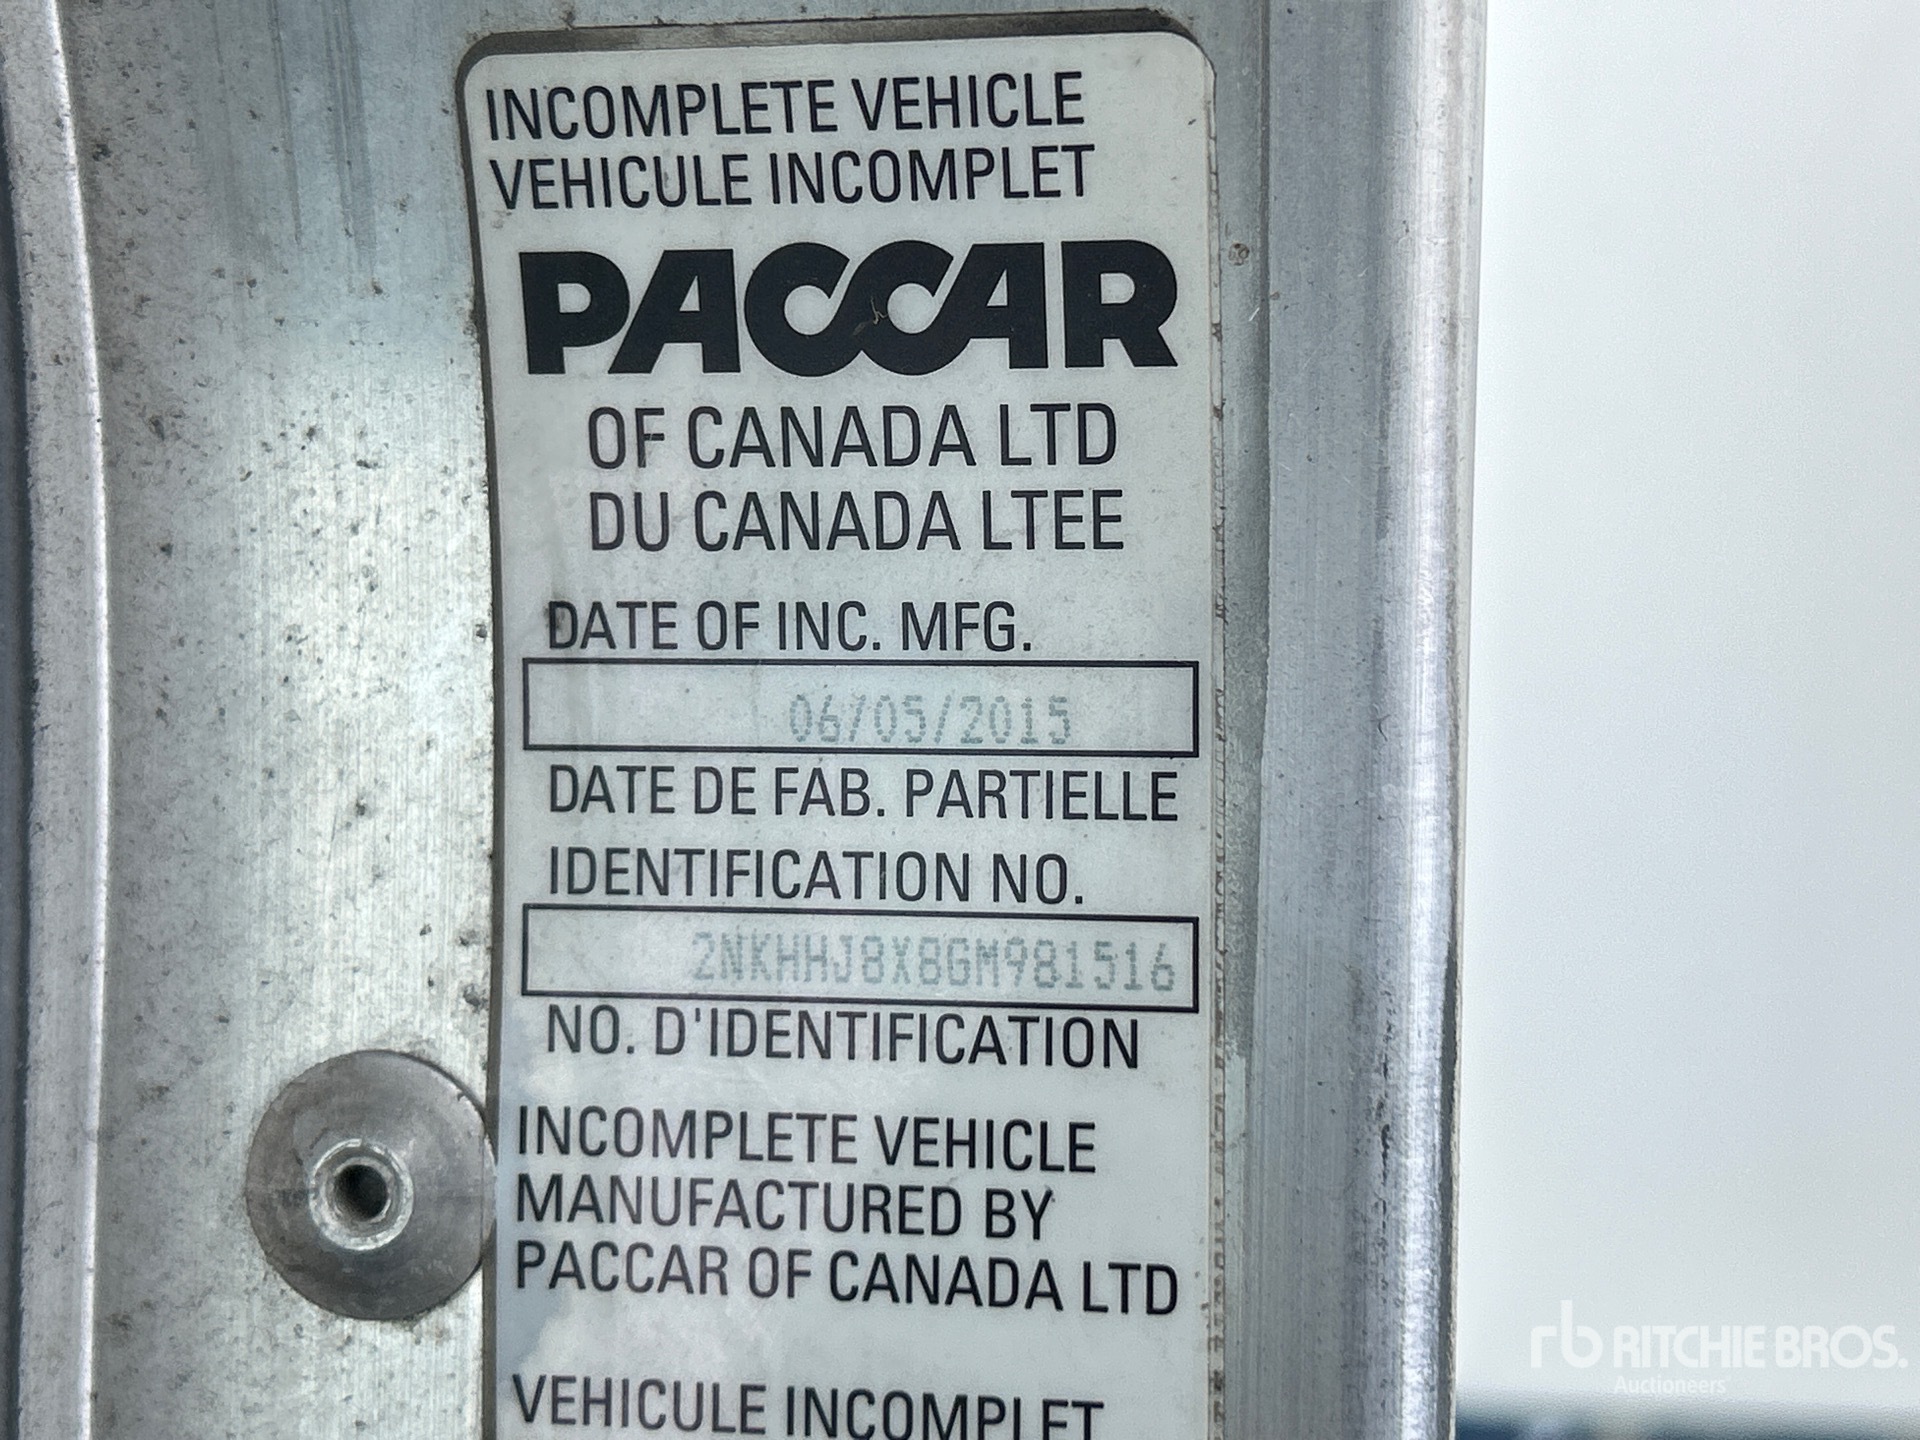 INCOMPLETE VEHICLE
VEHICULE INCOMPLET
PACCAR
OF CANADA LTD
DU CANADA LTEE
DATE OF INC. MFG.
06/05/2015
DATE DE FAB. PARTIELLE
IDENTIFICATION NO.
2NKHHJ8X8GM981516
NO. D'IDENTIFICATION
INCOMPLETE VEHICLE
MANUFACTURED BY
PACCAR OF CANADA LTD
VEHICULE INCOMPLET
rb RITCHIE BROS.
Auctioneers